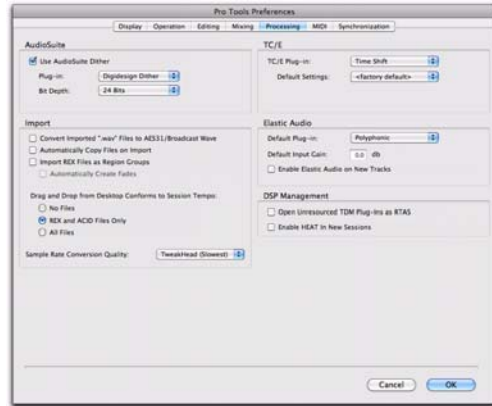 Pro Tools Preferences
Display Operation Editing Mixing Processing MIDI Synchronization
AudioSuite
Use AudioSuite Dither
Plug-in: Digidesign Dither
Bit Depth: 24 Bits
TC/E
TC/E Plug-in: Time Shift
Default Settings: <factory default>
Import
Convert Imported ".wav" Files to AES31/Broadcast Wave
Automatically Copy Files on Import
Import REX Files as Region Groups
Automatically Create Fades
Drag and Drop from Desktop Conforms to Session Tempo:
No Files
REX and ACID Files Only
All Files
Sample Rate Conversion Quality: TweakHead (Slowest)
Elastic Audio
Default Plug-in: Polyphonic
Default Input Gain: 0.0 db
Enable Elastic Audio on New Tracks
DSP Management
Open Unresourced TDM Plug-Ins as RTAS
Enable HEAT In New Sessions
Cancel OK